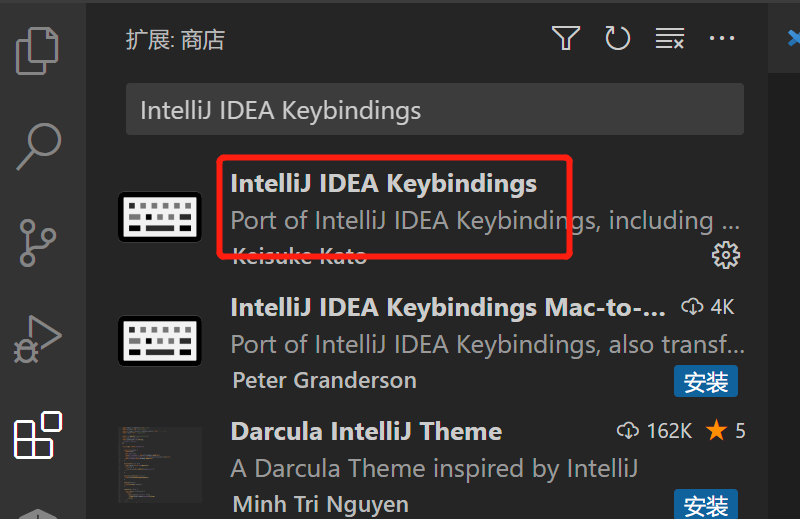 扩展: 商店
IntelliJ IDEA Keybindings
IntelliJ IDEA Keybindings
Port of IntelliJ IDEA Keybindings, including ...
Keisuke Kato
IntelliJ IDEA Keybindings Mac-to-... 4K
Port of IntelliJ IDEA Keybindings, also transf...
Peter Granderson 安装
Darcula IntelliJ Theme 162K 5
A Darcula Theme inspired by IntelliJ
Minh Tri Nguyen 安装